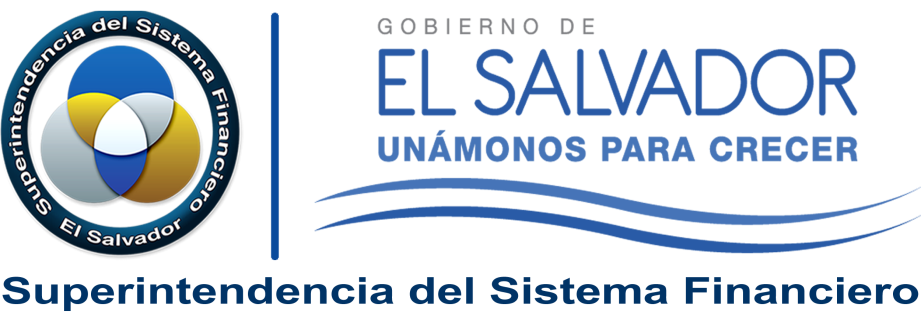 Superintendencia del Sistema Financiero
El Salvador
GOBIERNO DE
EL SALVADOR
UNÁMONOS PARA CRECER
Superintendencia del Sistema Financiero